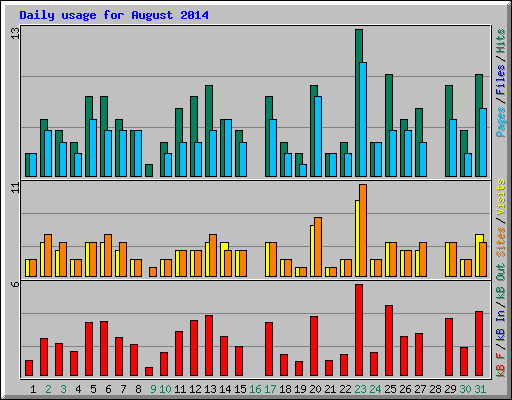 Daily usage for August 2014
13
Pages / Files / Hits
11
Sites / Visits
6
kB F / kB In / kB Out
1 2 3 4 5 6 7 8 9 10 11 12 13 14 15 16 17 18 19 20 21 22 23 24 25 26 27 28 29 30 31